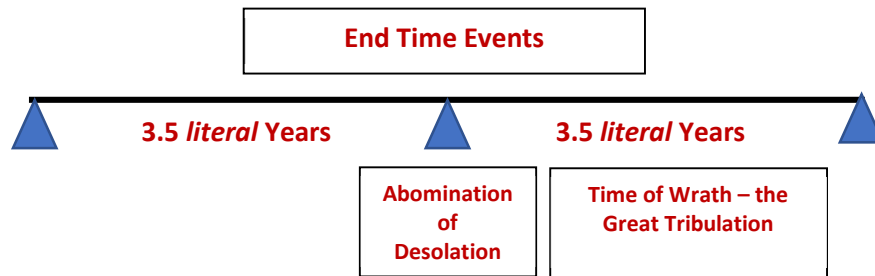 End Time Events
3.5 literal Years
3.5 literal Years
Abomination
of
Desolation
Time of Wrath – the
Great Tribulation